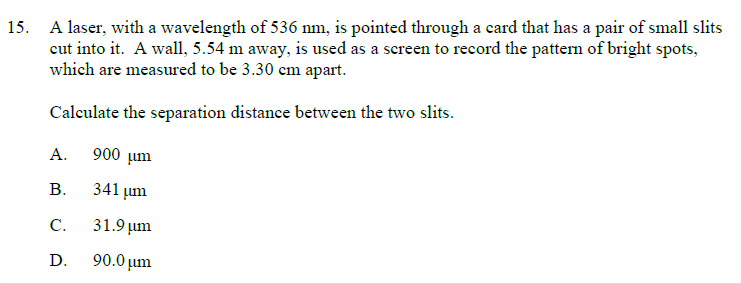 15. A laser, with a wavelength of 536 nm, is pointed through a card that has a pair of small slits
cut into it. A wall, 5.54 m away, is used as a screen to record the pattern of bright spots,
which are measured to be 3.30 cm apart.
Calculate the separation distance between the two slits.
A. 900 μm
B. 341 μm
C. 31.9 μm
D. 90.0 μm